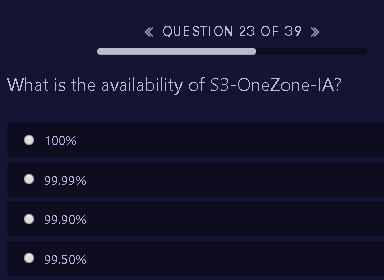 « QUESTION 23 OF 39 »
What is the availability of S3-OneZone-IA?
100%
99.99%
99.90%
99.50%